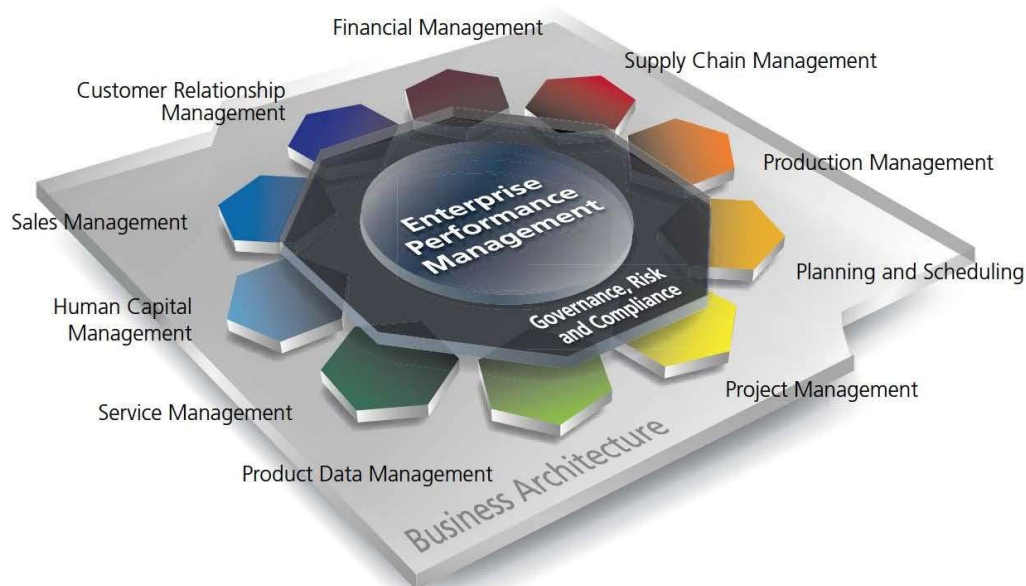 Financial Management
Supply Chain Management
Customer Relationship
Management
Production Management
Enterprise
Performance
Management
Sales Management
Planning and Scheduling
Governance, Risk
and Compliance
Human Capital
Management
Project Management
Service Management
Product Data Management
Business Architecture